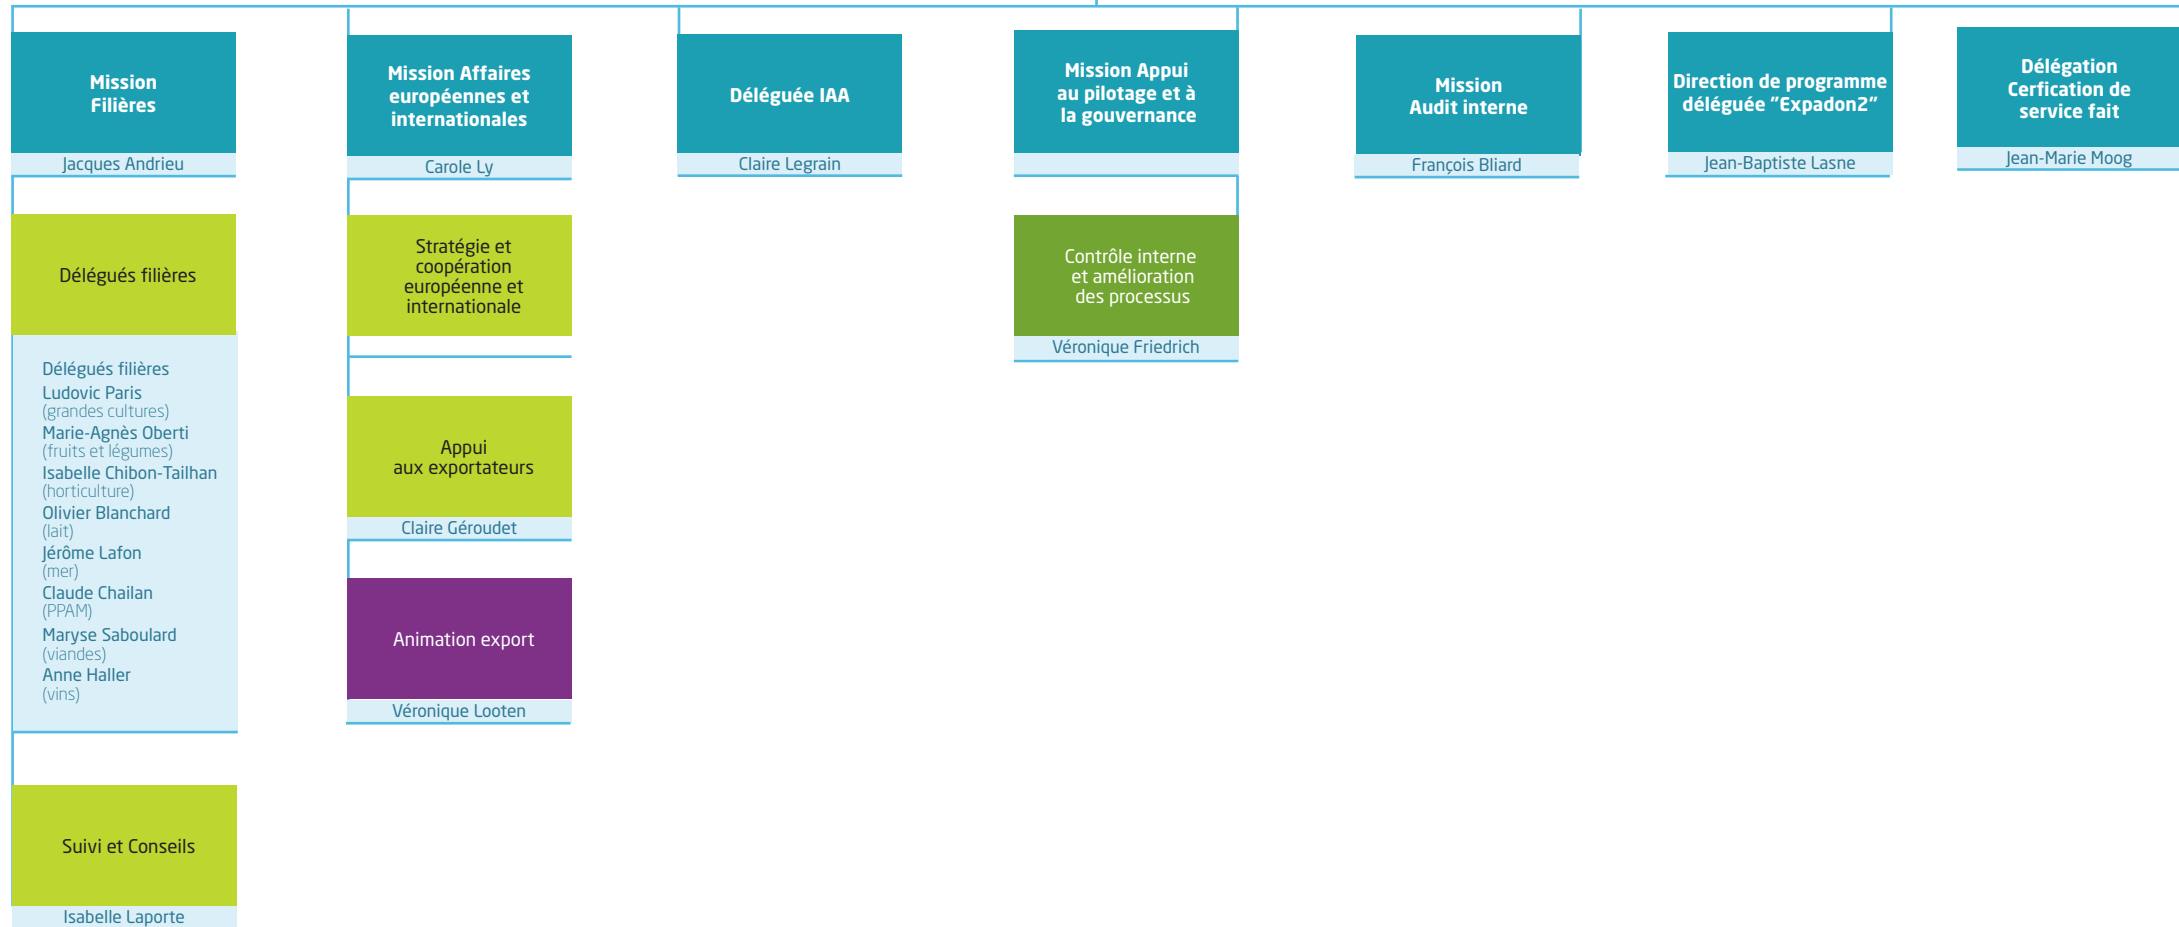 Mission
Filières
Jacques Andrieu
Délégués filières
Délégués filières
Ludovic Paris
(grandes cultures)
Marie-Agnès Oberti
(fruits et légumes)
Isabelle Chibon-Tailhan
(horticulture)
Olivier Blanchard
(lait)
Jérôme Lafon
(mer)
Claude Chailan
(PPAM)
Maryse Saboulard
(viandes)
Anne Haller
(vins)
Suivi et Conseils
Isabelle Laporte
Mission Affaires
européennes et
internationales
Carole Ly
Stratégie et
coopération
européenne et
internationale
Appui
aux exportateurs
Claire Géroudet
Animation export
Véronique Looten
Déléguée IAA
Claire Legrain
Mission Appui
au pilotage et à
la gouvernance
Contrôle interne
et amélioration
des processus
Véronique Friedrich
Mission
Audit interne
François Bliard
Direction de programme
déléguée "Expadon2"
Jean-Baptiste Lasne
Délégation
Cerfication de
service fait
Jean-Marie Moog